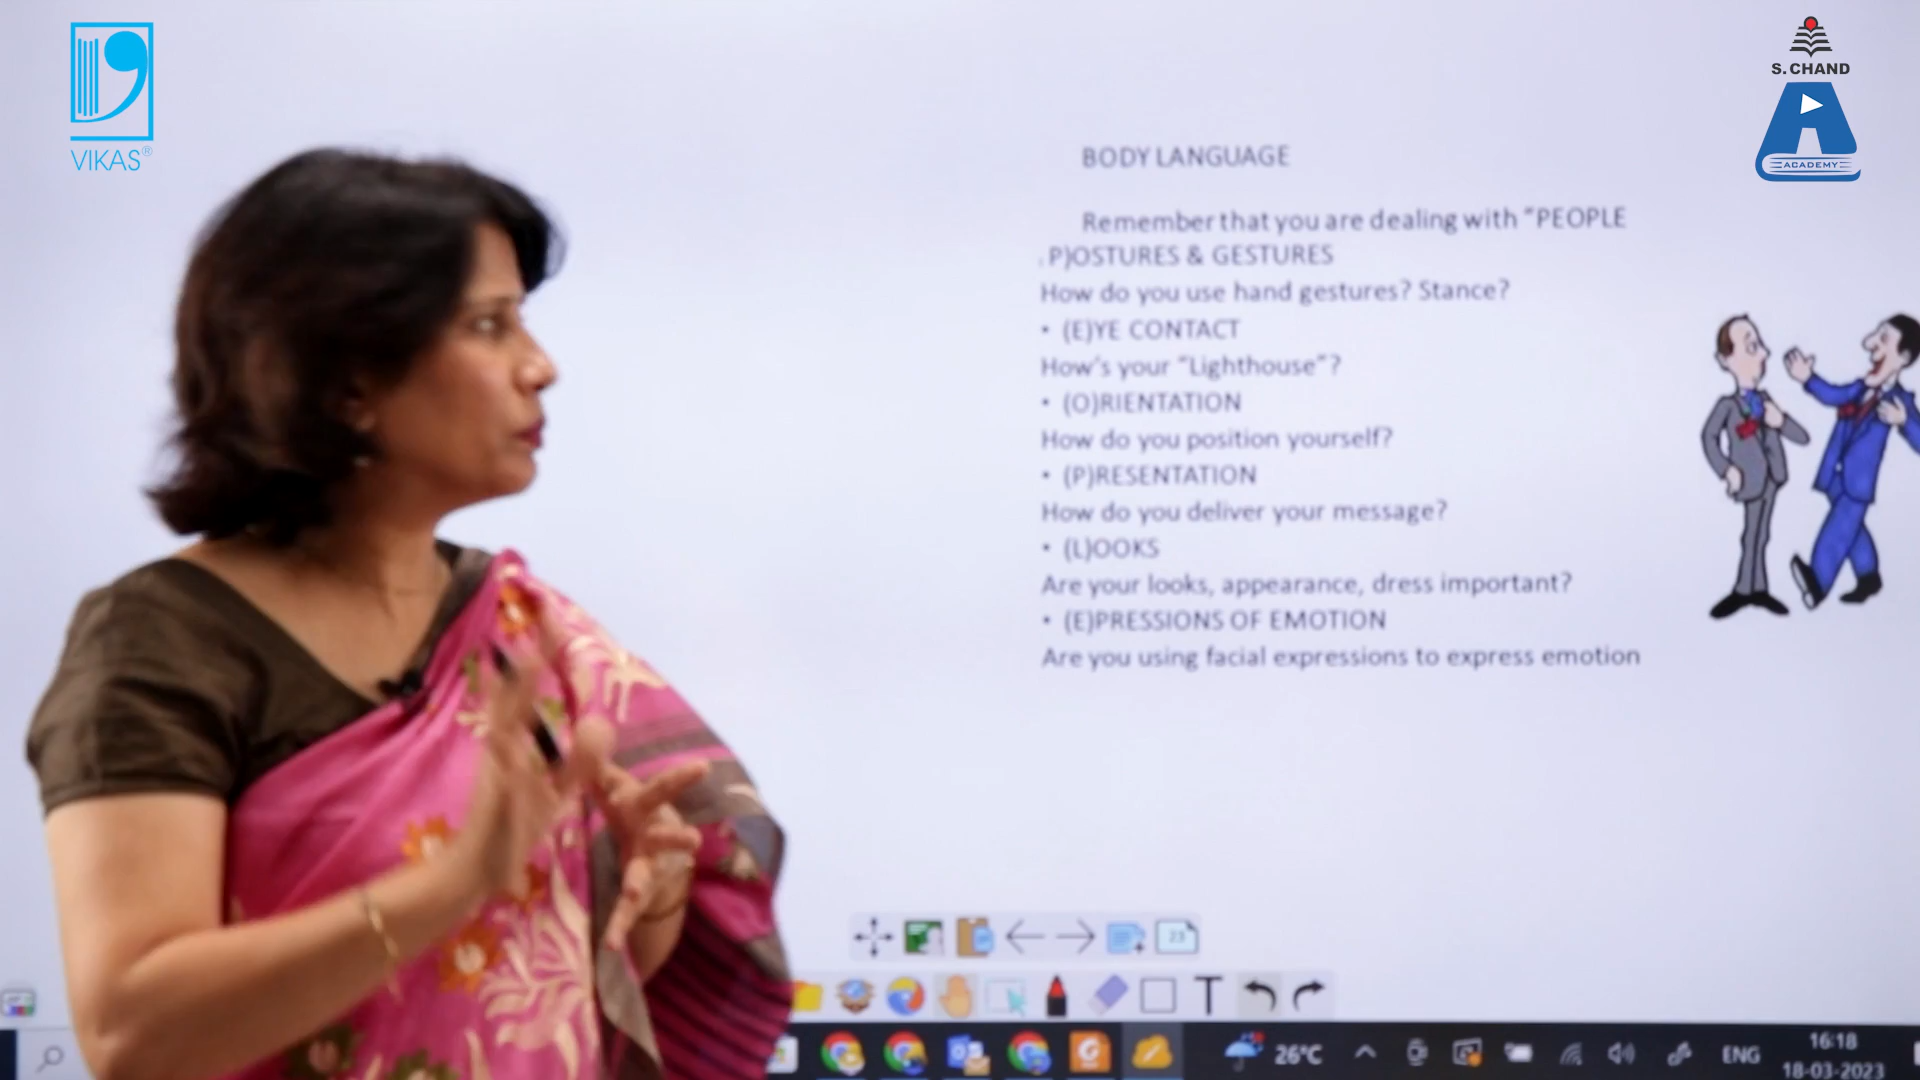 VIKAS®
S. CHAND
ACADEMY
BODY LANGUAGE
Remember that you are dealing with “PEOPLE
P)OSTURES & GESTURES
How do you use hand gestures? Stance?
• (E)YE CONTACT
How's your “Lighthouse”?
• (O)RIENTATION
How do you position yourself?
• (P)RESENTATION
How do you deliver your message?
• (L)OOKS
Are your looks, appearance, dress important?
• (E)PRESSIONS OF EMOTION
Are you using facial expressions to express emotion
23
T
26°C
ENG
16:18
18-03-2023